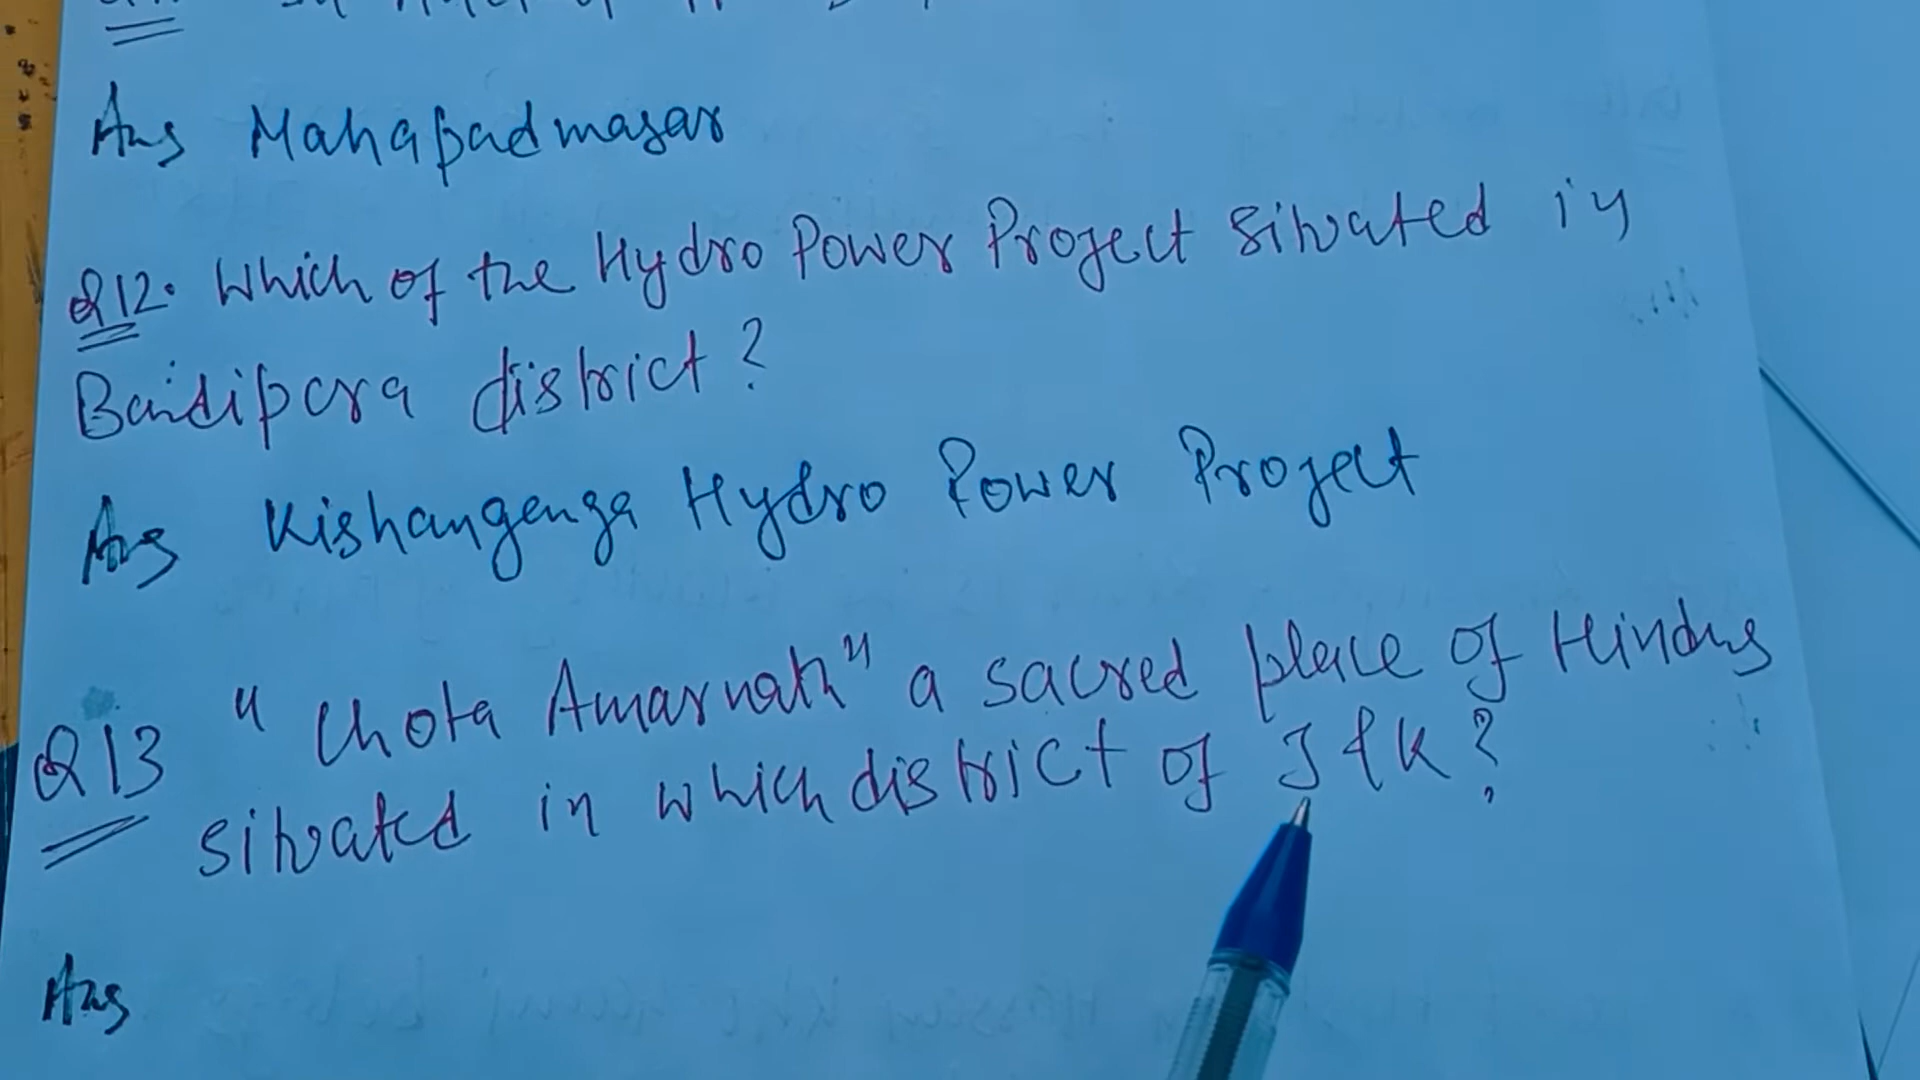 Ans Mahapadmasar
Q12. Which of the Hydro Power Project situated in
Bandipora district?
Ans Kishangenga Hydro Power Project
Q13 "Chota Amarnath" a sacred place of Hindus
situated in which district of J&K?
Ans